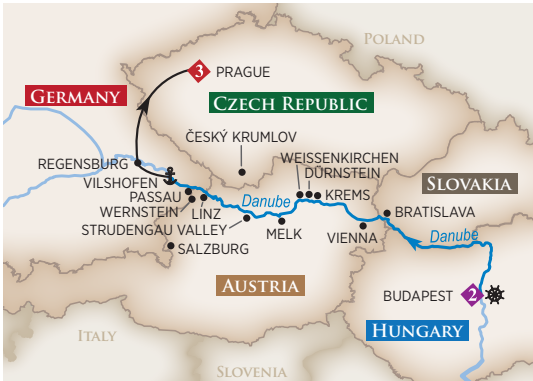 POLAND
3 PRAGUE
GERMANY
CZECH REPUBLIC
ČESKÝ KRUMLOV
REGENSBURG
WEISSENKIRCHEN
DÜRNSTEIN
VILSHOFEN
PASSAU
KREMS
SLOVAKIA
WERNSTEIN
LINZ
Danube
BRATISLAVA
STRUDENGAU VALLEY
MELK
VIENNA
Danube
SALZBURG
AUSTRIA
BUDAPEST 2
HUNGARY
ITALY
SLOVENIA